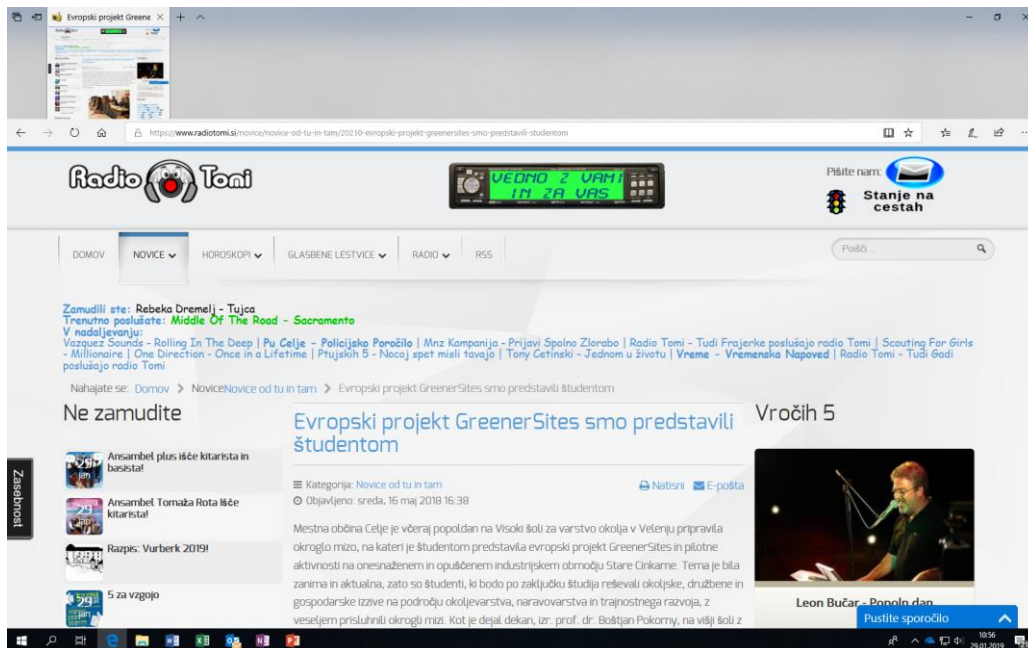 Evropski projekt Greene
https://www.radiotomi.si/novice/novice-od-tu-in-tam/20210-evropski-projekt-greenersites-smo-predstavili-studentom
Radio Tomi
VEDNO Z VAMI
IN ZA VAS
Pišite nam:
Stanje na
cestah
DOMOV NOVICE HOROSKOPI GLASBENE LESTVICE RADIO RSS
Poišči ...
Zamudili ste: Rebeka Dremelj - Tujca
Trenutno poslušate: Middle Of The Road - Sacramento
V nadaljevanju:
Vazquez Sounds - Rolling In The Deep | Pu Celje - Policijsko Poročilo | Mnz Kampanija - Prijavi Spolno Zlorabo | Radio Tomi - Tudi Frajerke poslušajo radio Tomi | Scouting For Girls
- Millionaire | One Direction - Once in a Lifetime | Ptujskih 5 - Nocoj spet misli tavajo | Tony Cetinski - Jednom u životu | Vreme - Vremenska Napoved | Radio Tomi - Tudi Gadi
poslušajo radio Tomi
Nahajate se: Domov > NoviceNovice od tu in tam > Evropski projekt GreenerSites smo predstavili študentom
Ne zamudite
29
jan
Ansambel plus išče kitarista in
basista!
29
jan
Ansambel Tomaža Rota Išče
kitarista!
Razpis: Vurberk 2019!
29
jan
5 za vzgojo
Zasebnost
Evropski projekt GreenerSites smo predstavili
študentom
Kategorija: Novice od tu in tam
Natisni E-pošta
Objavljeno: sreda, 16 maj 2018 16:38
Mestna občina Celje je včeraj popoldan na Visoki šoli za varstvo okolja v Velenju pripravila
okroglo mizo, na kateri je študentom predstavila evropski projekt GreenerSites in pilotne
aktivnosti na onesnaženem in opuščenem industrijskem območju Stare Cinkarne. Tema je bila
zanima in aktualna, zato so študenti, ki bodo po zaključku študija reševali okoljske, družbene in
gospodarske izzive na področju okoljevarstva, naravovarstva in trajnostnega razvoja, z
veseljem prisluhnili okrogli mizi. Kot je dejal dekan, izr. prof. dr. Boštjan Pokorny, na višji šoli z
Vročih 5
Leon Bučar - Popoln dan
Pustite sporočilo
10:56
29.01.2019